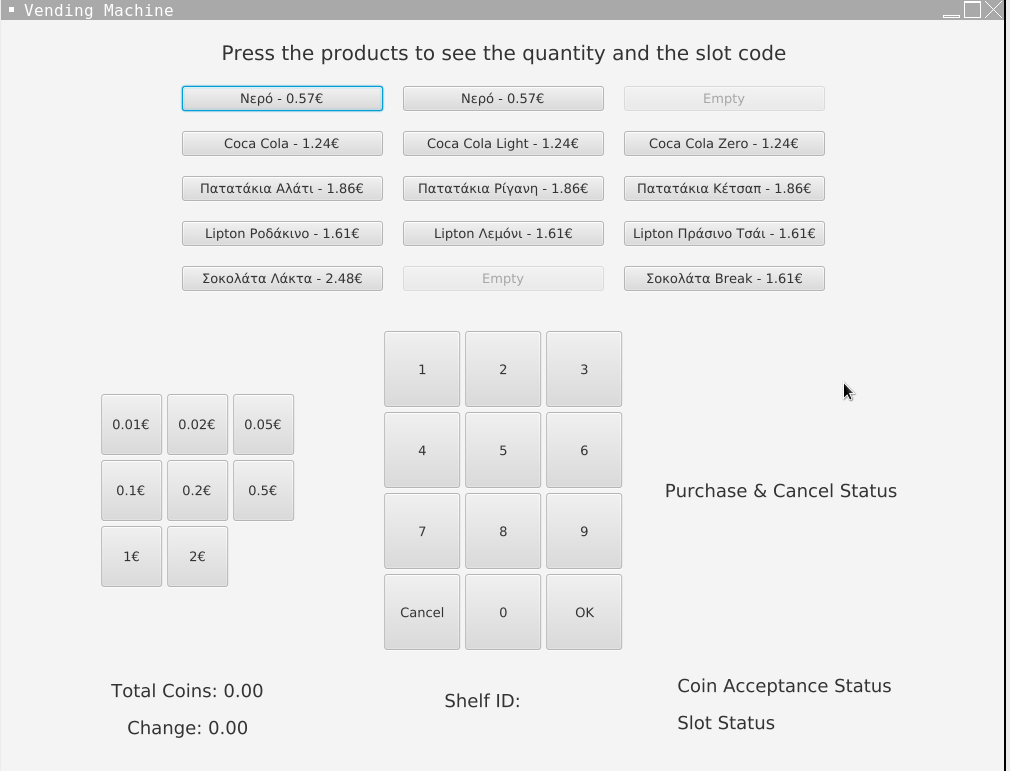 Vending Machine
Press the products to see the quantity and the slot code
Νερό - 0.57€ Νερό - 0.57€ Empty
Coca Cola - 1.24€ Coca Cola Light - 1.24€ Coca Cola Zero - 1.24€
Πατατάκια Αλάτι - 1.86€ Πατατάκια Ρίγανη - 1.86€ Πατατάκια Κέτσαπ - 1.86€
Lipton Ροδάκινο - 1.61€ Lipton Λεμόνι - 1.61€ Lipton Πράσινο Τσάι - 1.61€
Σοκολάτα Λάκτα - 2.48€ Empty Σοκολάτα Break - 1.61€
0.01€ 0.02€ 0.05€
0.1€ 0.2€ 0.5€
1€ 2€
1 2 3
4 5 6
7 8 9
Cancel 0 OK
Purchase & Cancel Status
Total Coins: 0.00
Change: 0.00
Shelf ID:
Coin Acceptance Status
Slot Status